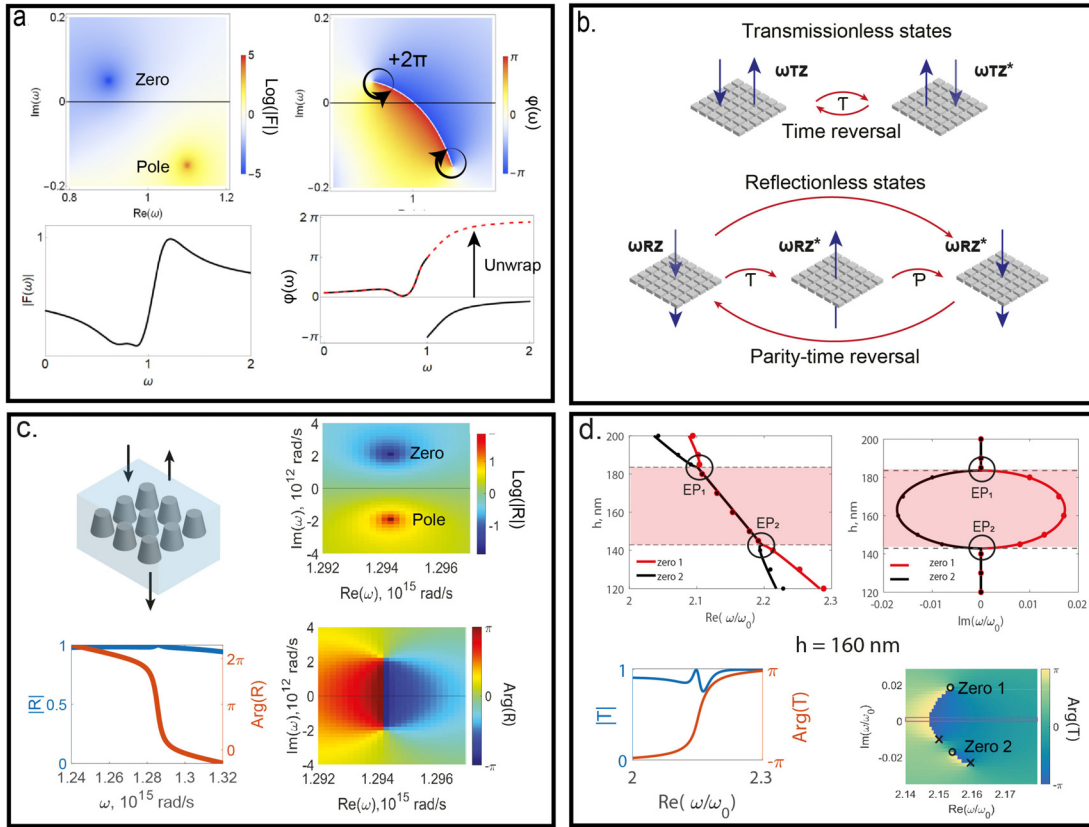 a
0.2
Zero
Im(ω)
0
Pole
−0.2
0.8
1
1.2
Re(ω)
5
Log(|F|)
−5
0.2
+2π
Im(ω)
0
0.2
1
π
φ(ω)
−π
1
|F(ω)|
0
1
2
ω
2 π
π
φ(ω)
0
−π
Unwrap
0
1
2
ω
b.
Transmissionless states
ωTZ
ωTZ*
T
Time reversal
Reflectionless states
ωRZ
ωRZ*
ωRZ*
T
P
Parity-time reversal
c.
4
Zero
2
0
Pole
-2
-4
Im(ω), 10¹² rad/s
1.292
1.294
1.296
Re(ω), 10¹⁵ rad/s
1
0
-1
Log(|R|)
1
|R|
0.5
0
2π
π
0
Arg(R)
1.24
1.26
1.28
1.3
1.32
ω, 10¹⁵ rad/s
4
2
0
-2
-4
Im(ω),10¹² rad/s
1.292
1.294
1.296
Re(ω),10¹⁵ rad/s
π
Arg(R)
-π
d.
200
180
160
140
120
h, nm
EP₁
EP₂
zero 1
zero 2
2
2.1
2.2
2.3
Re( ω/ω₀)
200
180
160
140
120
h, nm
EP₁
EP₂
zero 1
zero 2
-0.02
-0.01
0
0.01
0.02
Im(ω/ω₀)
h = 160 nm
1
|T|
0
π
Arg(T)
-π
2
2.3
Re( ω/ω₀)
0.02
0
-0.02
Im(ω/ω₀)
Zero 1
Zero 2
2.14
2.15
2.16
Re(ω/ω₀)
π
Arg(T)
-π